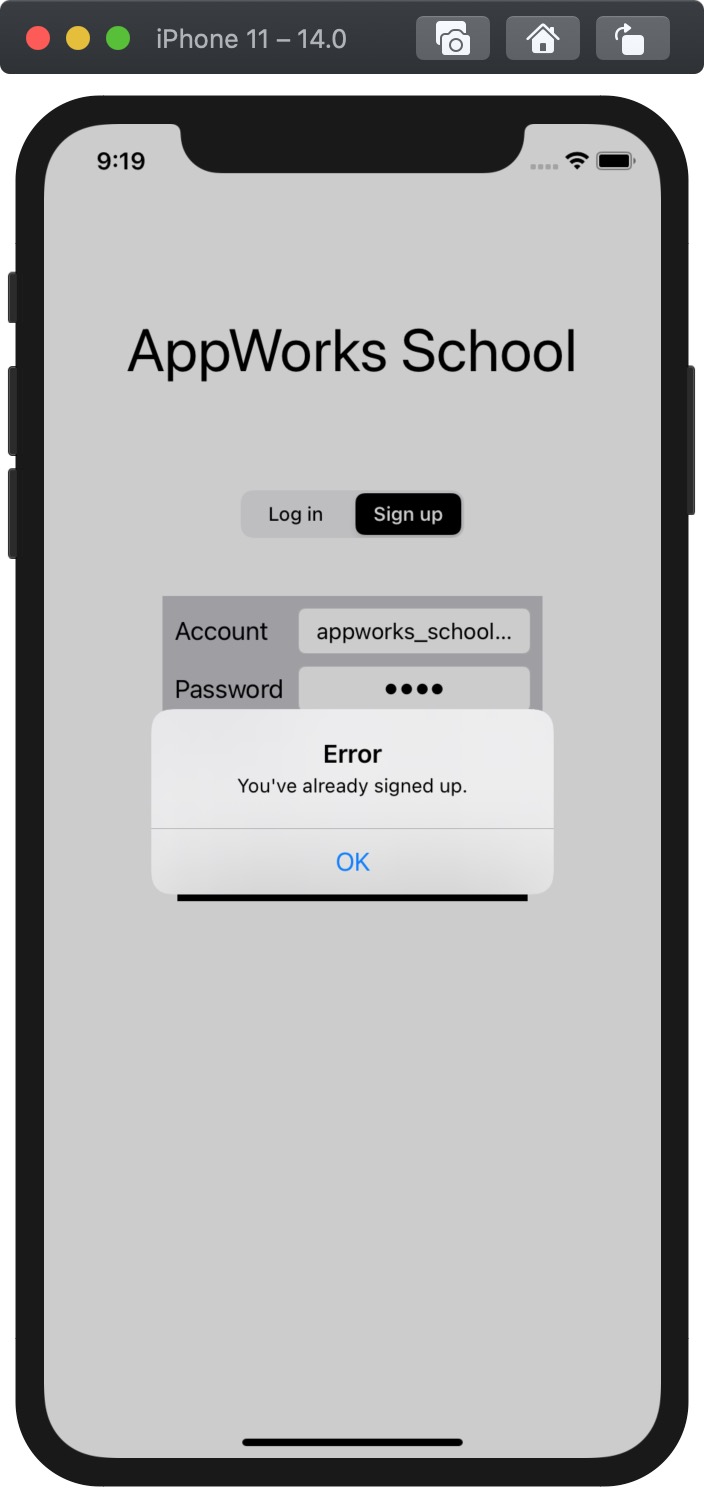 iPhone 11 – 14.0
9:19
AppWorks School
Log in Sign up
Account appworks_school...
Password ••••
Error
You've already signed up.
OK